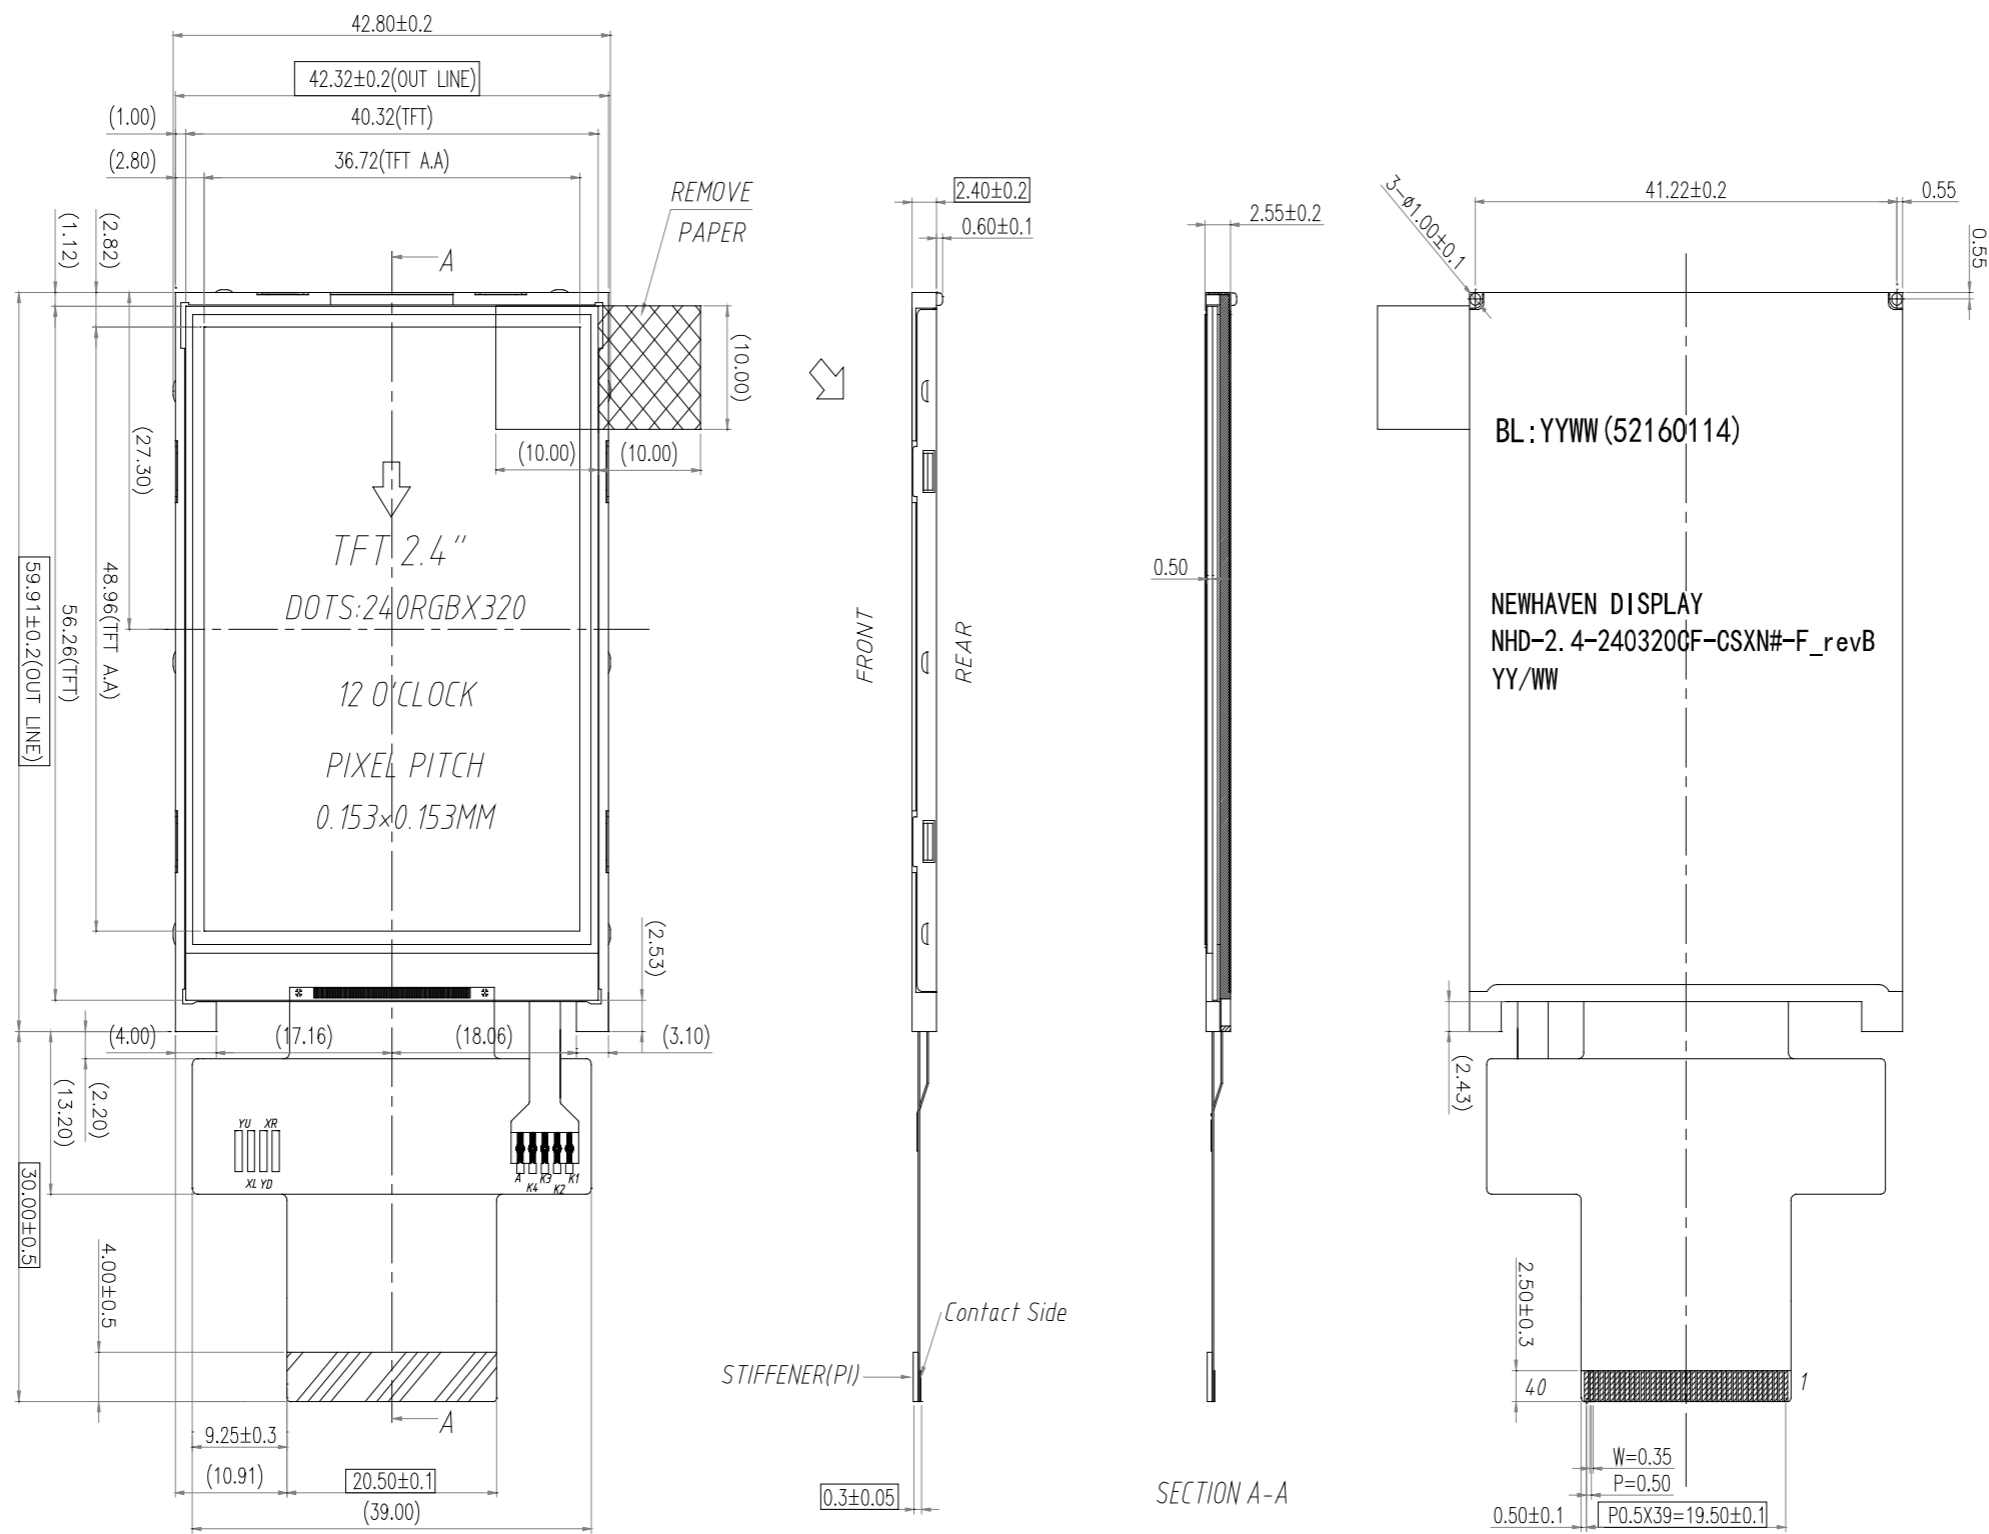 42.80±0.2
42.32±0.2(OUT LINE)
(1.00)
40.32(TFT)
(2.80)
36.72(TFT A.A)
(1.12)
(2.82)
REMOVE
PAPER
A
(10.00)
(10.00)
(10.00)
(27.30)
48.96(TFT A.A)
56.26(TFT)
59.91±0.2(OUT LINE)
TFT 2.4"
DOTS:240RGBX320
12 O'CLOCK
PIXEL PITCH
0.153×0.153MM
(2.53)
(4.00)
(17.16)
(18.06)
(3.10)
(2.20)
(13.20)
30.00±0.5
4.00±0.5
YU XR
XL YD
A K3 K1
K4 K2
A
9.25±0.3
(10.91)
20.50±0.1
(39.00)
2.40±0.2
0.60±0.1
FRONT
REAR
Contact Side
STIFFENER(PI)
0.3±0.05
2.55±0.2
0.50
SECTION A-A
3-ø1.00±0.1
41.22±0.2
0.55
0.55
BL:YYWW(52160114)
NEWHAVEN DISPLAY
NHD-2.4-240320CF-CSXN#-F_revB
YY/WW
(2.43)
2.50±0.3
40
1
W=0.35
P=0.50
0.50±0.1
P0.5X39=19.50±0.1